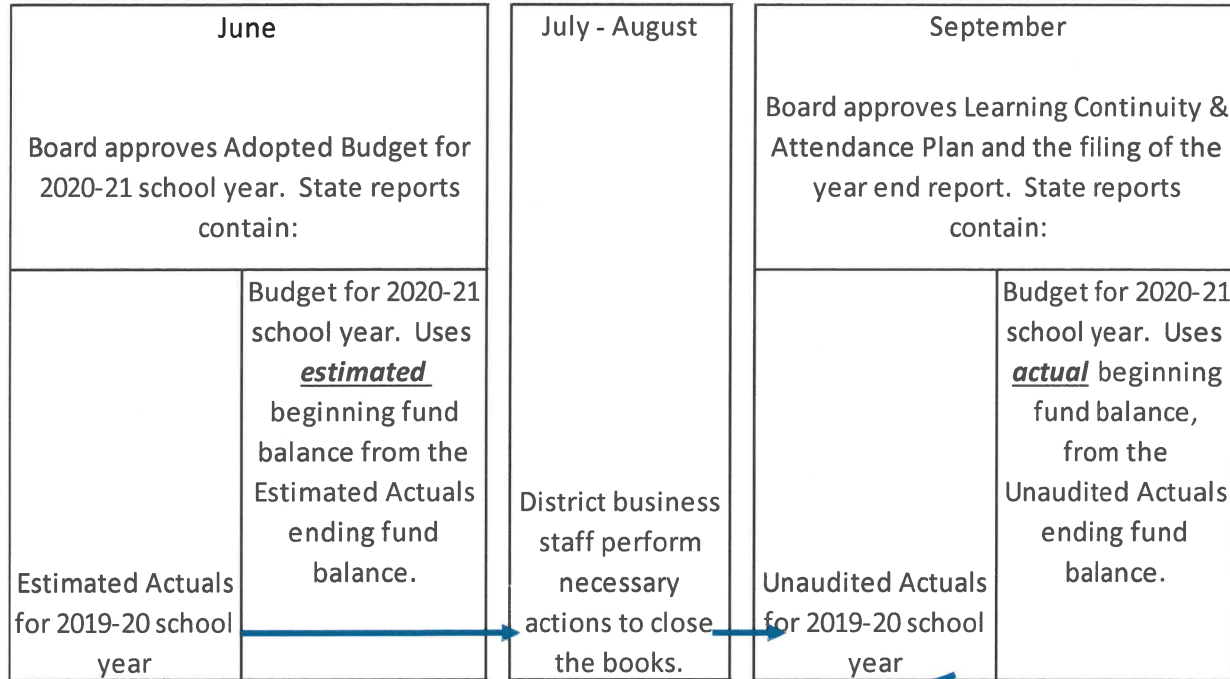 June
Board approves Adopted Budget for
2020-21 school year. State reports
contain:
Estimated Actuals
for 2019-20 school
year
Budget for 2020-21
school year. Uses
estimated
beginning fund
balance from the
Estimated Actuals
ending fund
balance.
July - August
District business
staff perform
necessary
actions to close
the books.
September
Board approves Learning Continuity &
Attendance Plan and the filing of the
year end report. State reports
contain:
Unaudited Actuals
for 2019-20 school
year
Budget for 2020-21
school year. Uses
actual beginning
fund balance,
from the
Unaudited Actuals
ending fund
balance.